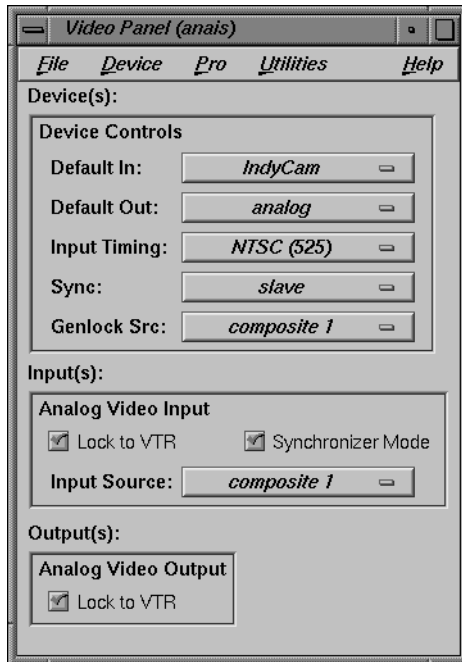 Video Panel (anais)
File Device Pro Utilities Help
Device(s):
Device Controls
Default In: IndyCam
Default Out: analog
Input Timing: NTSC (525)
Sync: slave
Genlock Src: composite 1
Input(s):
Analog Video Input
Lock to VTR Synchronizer Mode
Input Source: composite 1
Output(s):
Analog Video Output
Lock to VTR